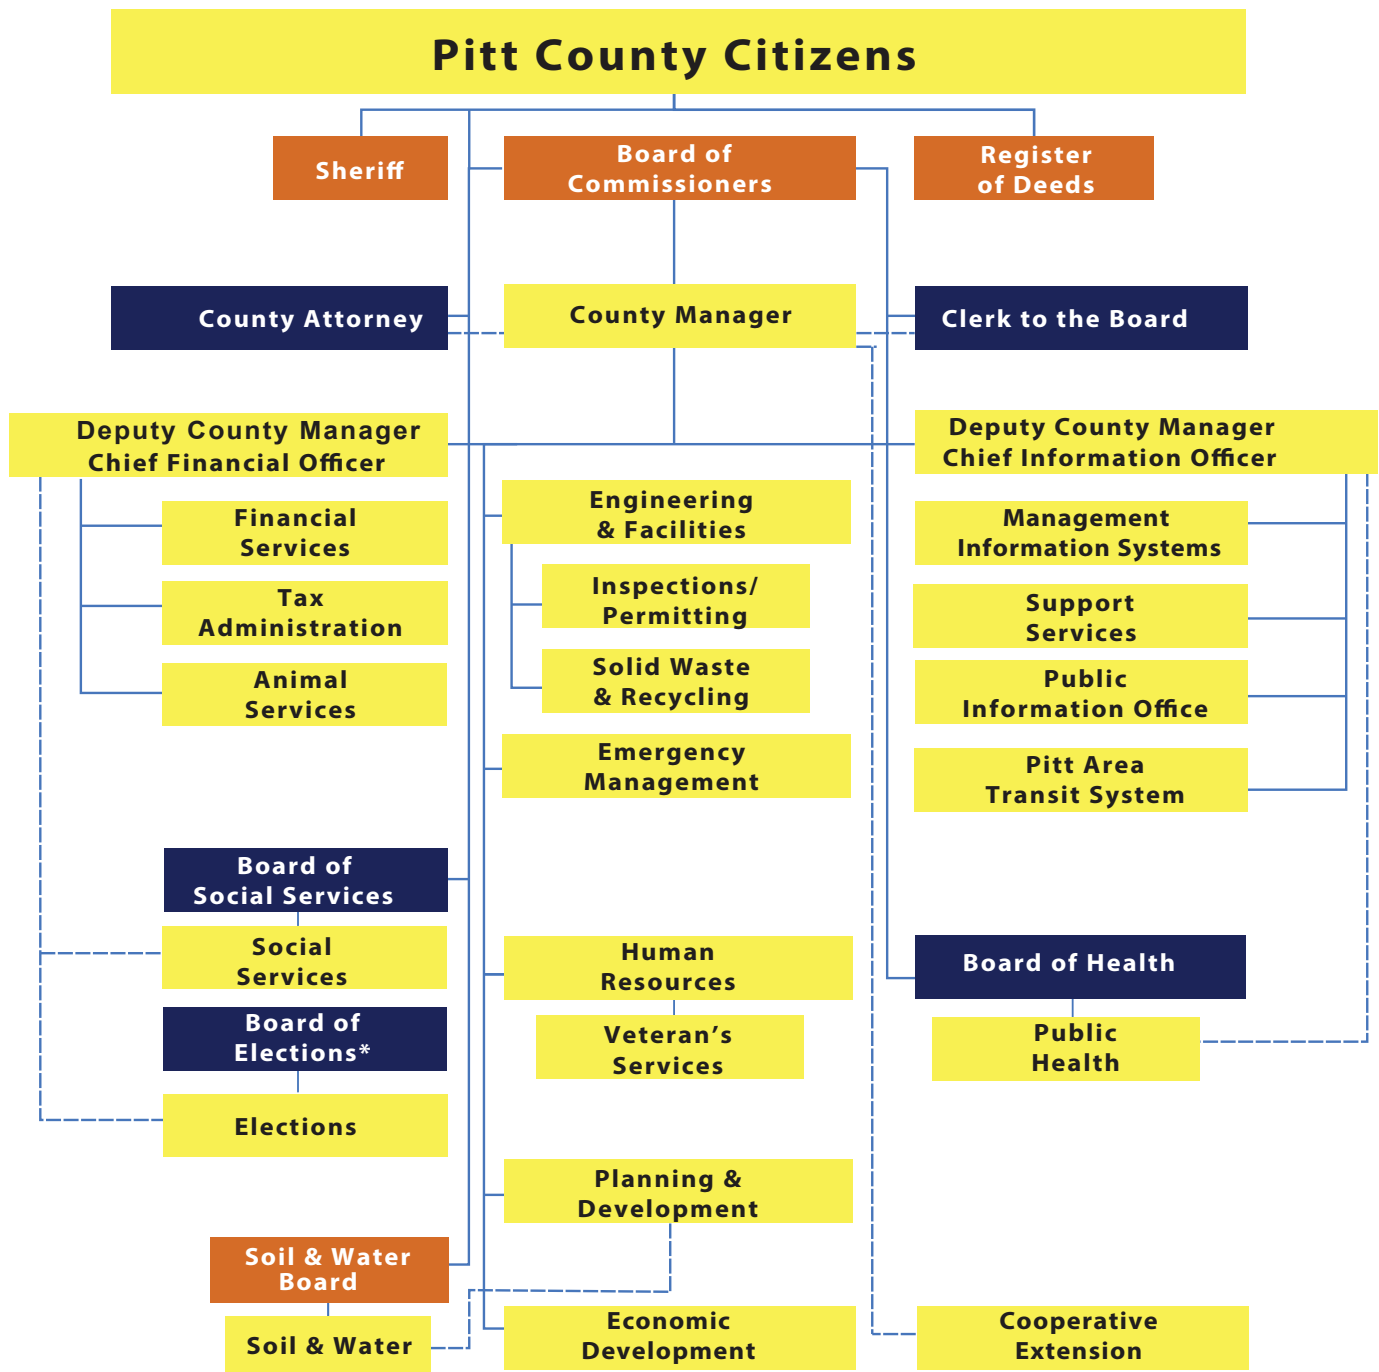 Pitt County Citizens
Sheriff
Board of
Commissioners
Register
of Deeds
County Attorney
County Manager
Clerk to the Board
Deputy County Manager
Chief Financial Officer
Deputy County Manager
Chief Information Officer
Financial
Services
Tax
Administration
Animal
Services
Engineering
& Facilities
Inspections/
Permitting
Solid Waste
& Recycling
Emergency
Management
Management
Information Systems
Support
Services
Public
Information Office
Pitt Area
Transit System
Board of
Social Services
Social
Services
Board of
Elections*
Elections
Human
Resources
Veteran’s
Services
Board of Health
Public
Health
Planning &
Development
Soil & Water
Board
Soil & Water
Economic
Development
Cooperative
Extension